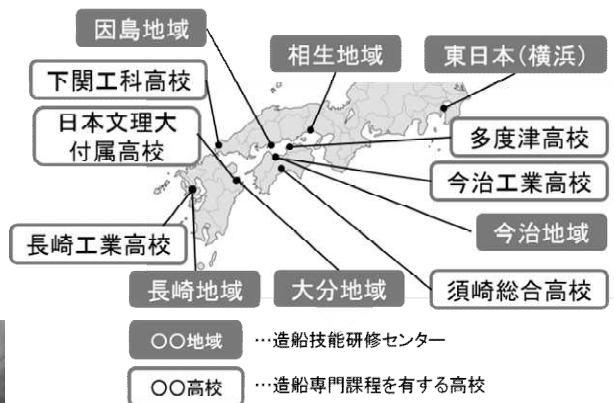 因島地域
相生地域
東日本(横浜)
下関工科高校
日本文理大
付属高校
多度津高校
今治工業高校
今治地域
長崎工業高校
長崎地域
大分地域
須崎総合高校
〇〇地域 …造船技能研修センター
〇〇高校 …造船専門課程を有する高校